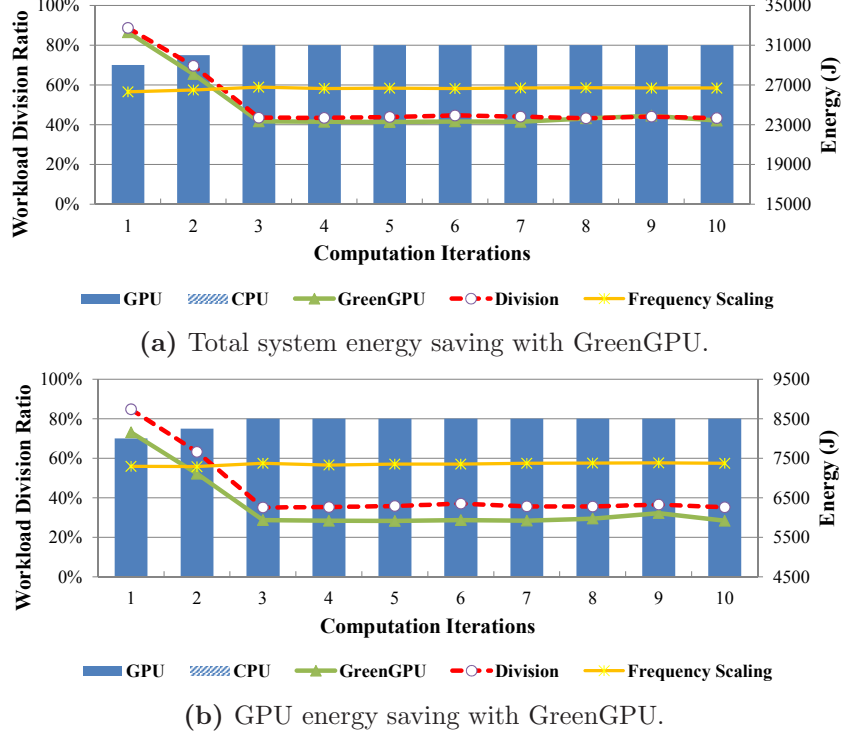 100% 35000
80% 31000
60% 27000
40% 23000
20% 19000
0% 15000
Workload Division Ratio
Energy (J)
1 2 3 4 5 6 7 8 9 10
Computation Iterations
GPU CPU GreenGPU Division Frequency Scaling
(a) Total system energy saving with GreenGPU.
100% 9500
80% 8500
60% 7500
40% 6500
20% 5500
0% 4500
Workload Division Ratio
Energy (J)
1 2 3 4 5 6 7 8 9 10
Computation Iterations
GPU CPU GreenGPU Division Frequency Scaling
(b) GPU energy saving with GreenGPU.